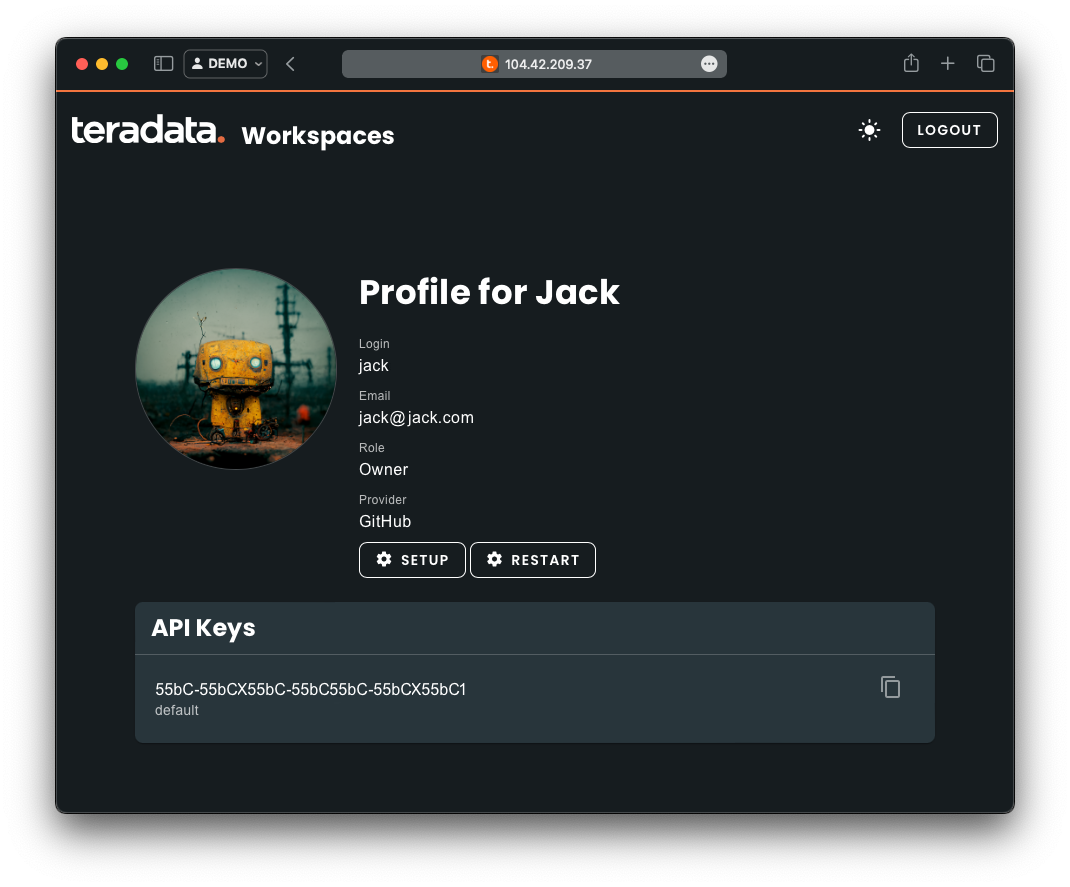 DEMO
104.42.209.37
teradata. Workspaces
LOGOUT
Profile for Jack
Login
jack
Email
jack@jack.com
Role
Owner
Provider
GitHub
SETUP RESTART
API Keys
55bC-55bCX55bC-55bC55bC-55bCX55bC1
default